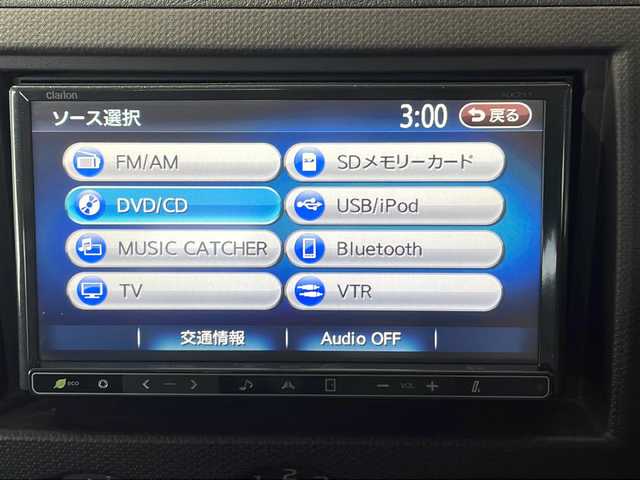 Clarion
ソース選択 3:00 戻る
FM/AM SDメモリーカード
DVD/CD USB/iPod
MUSIC CATCHER Bluetooth
TV VTR
交通情報 Audio OFF
eco VOL